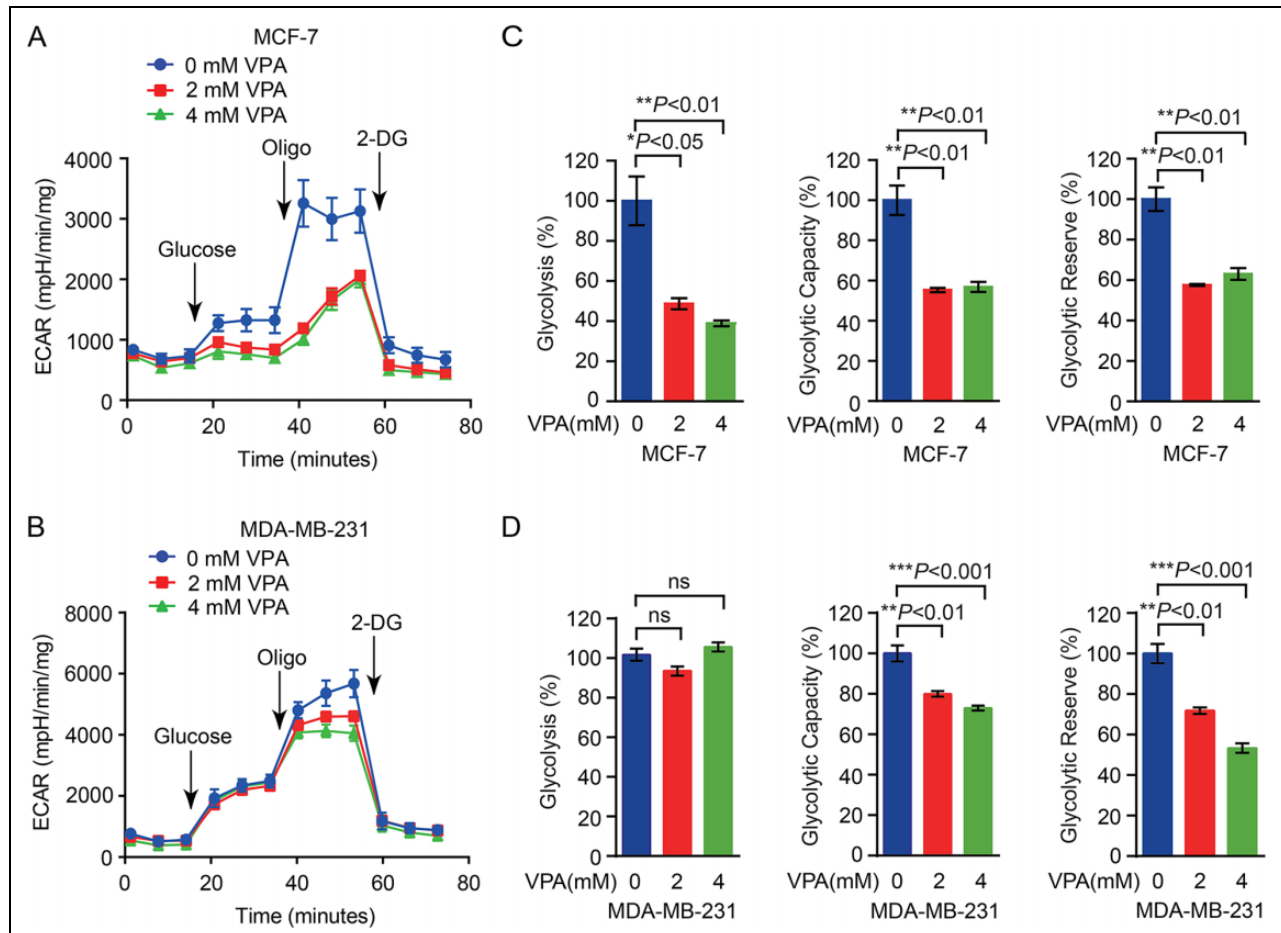 A
MCF-7
0 mM VPA
2 mM VPA
4 mM VPA
Oligo
2-DG
Glucose
ECAR (mpH/min/mg)
4000
3000
2000
1000
0
0 20 40 60 80
Time (minutes)
C
**P<0.01
*P<0.05
Glycolysis (%)
120
100
80
60
40
20
0
VPA(mM) 0 2 4
MCF-7
**P<0.01
**P<0.01
Glycolytic Capacity (%)
120
100
80
60
40
20
0
VPA(mM) 0 2 4
MCF-7
**P<0.01
**P<0.01
Glycolytic Reserve (%)
120
100
80
60
40
20
0
VPA(mM) 0 2 4
MCF-7
B
MDA-MB-231
0 mM VPA
2 mM VPA
4 mM VPA
2-DG
Oligo
Glucose
ECAR (mpH/min/mg)
8000
6000
4000
2000
0
0 20 40 60 80
Time (minutes)
D
ns
ns
Glycolysis (%)
120
100
80
60
40
20
0
VPA(mM) 0 2 4
MDA-MB-231
***P<0.001
**P<0.01
Glycolytic Capacity (%)
120
100
80
60
40
20
0
VPA(mM) 0 2 4
MDA-MB-231
***P<0.001
**P<0.01
Glycolytic Reserve (%)
120
100
80
60
40
20
0
VPA(mM) 0 2 4
MDA-MB-231